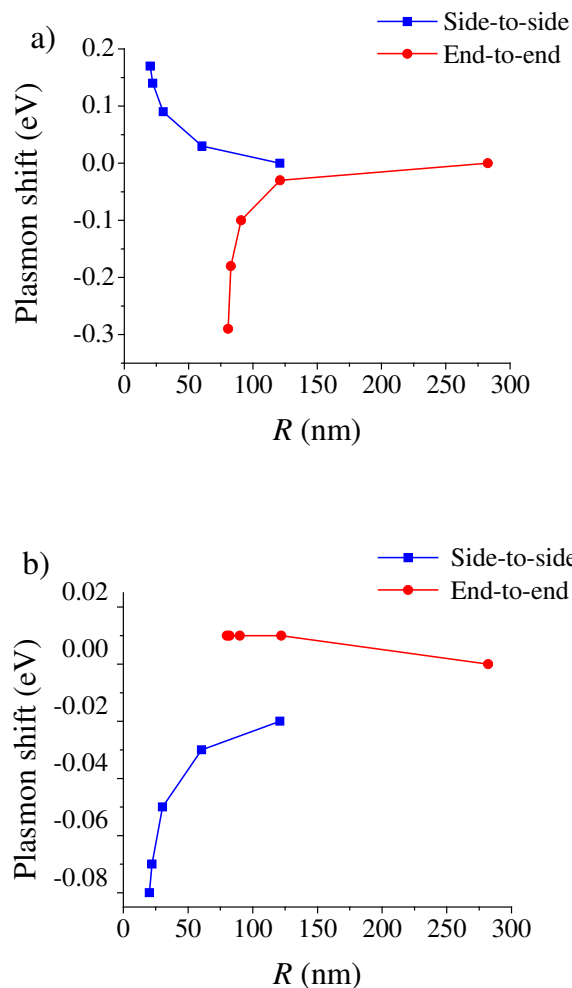 a)
Side-to-side
End-to-end
0.2
0.1
0.0
-0.1
-0.2
-0.3
Plasmon shift (eV)
0 50 100 150 200 250 300
R (nm)
b)
Side-to-side
End-to-end
0.02
0.00
-0.02
-0.04
-0.06
-0.08
Plasmon shift (eV)
0 50 100 150 200 250 300
R (nm)